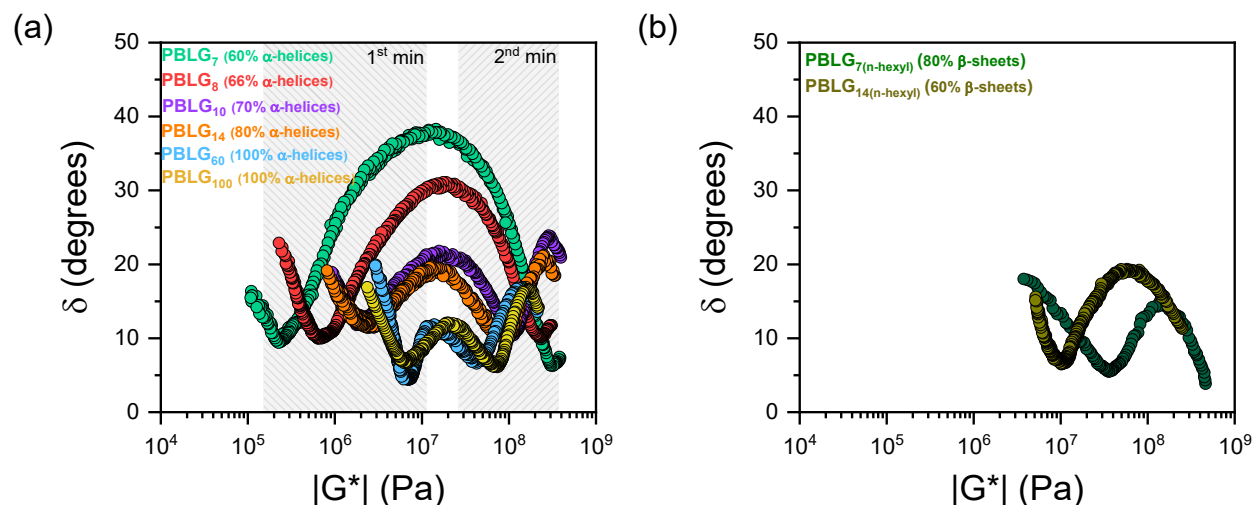 (a)
1st min
2nd min
PBLG7 (60% α-helices)
PBLG8 (66% α-helices)
PBLG10 (70% α-helices)
PBLG14 (80% α-helices)
PBLG60 (100% α-helices)
PBLG100 (100% α-helices)
50
40
30
20
10
0
δ (degrees)
10^4
10^5
10^6
10^7
10^8
10^9
|G*| (Pa)
(b)
PBLG7(n-hexyl) (80% β-sheets)
PBLG14(n-hexyl) (60% β-sheets)
50
40
30
20
10
0
δ (degrees)
10^4
10^5
10^6
10^7
10^8
10^9
|G*| (Pa)